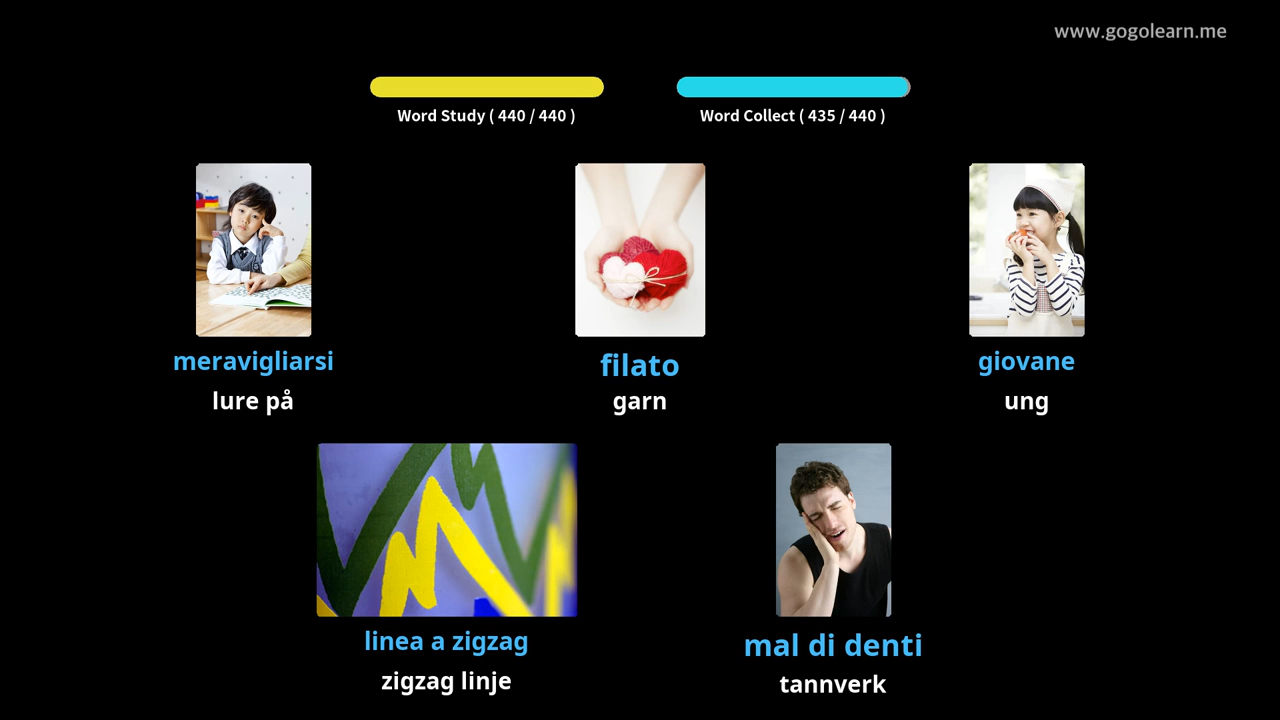 www.gogolearn.me
Word Study ( 440 / 440 )
Word Collect ( 435 / 440 )
meravigliarsi
lure på
filato
garn
giovane
ung
linea a zigzag
zigzag linje
mal di denti
tannverk